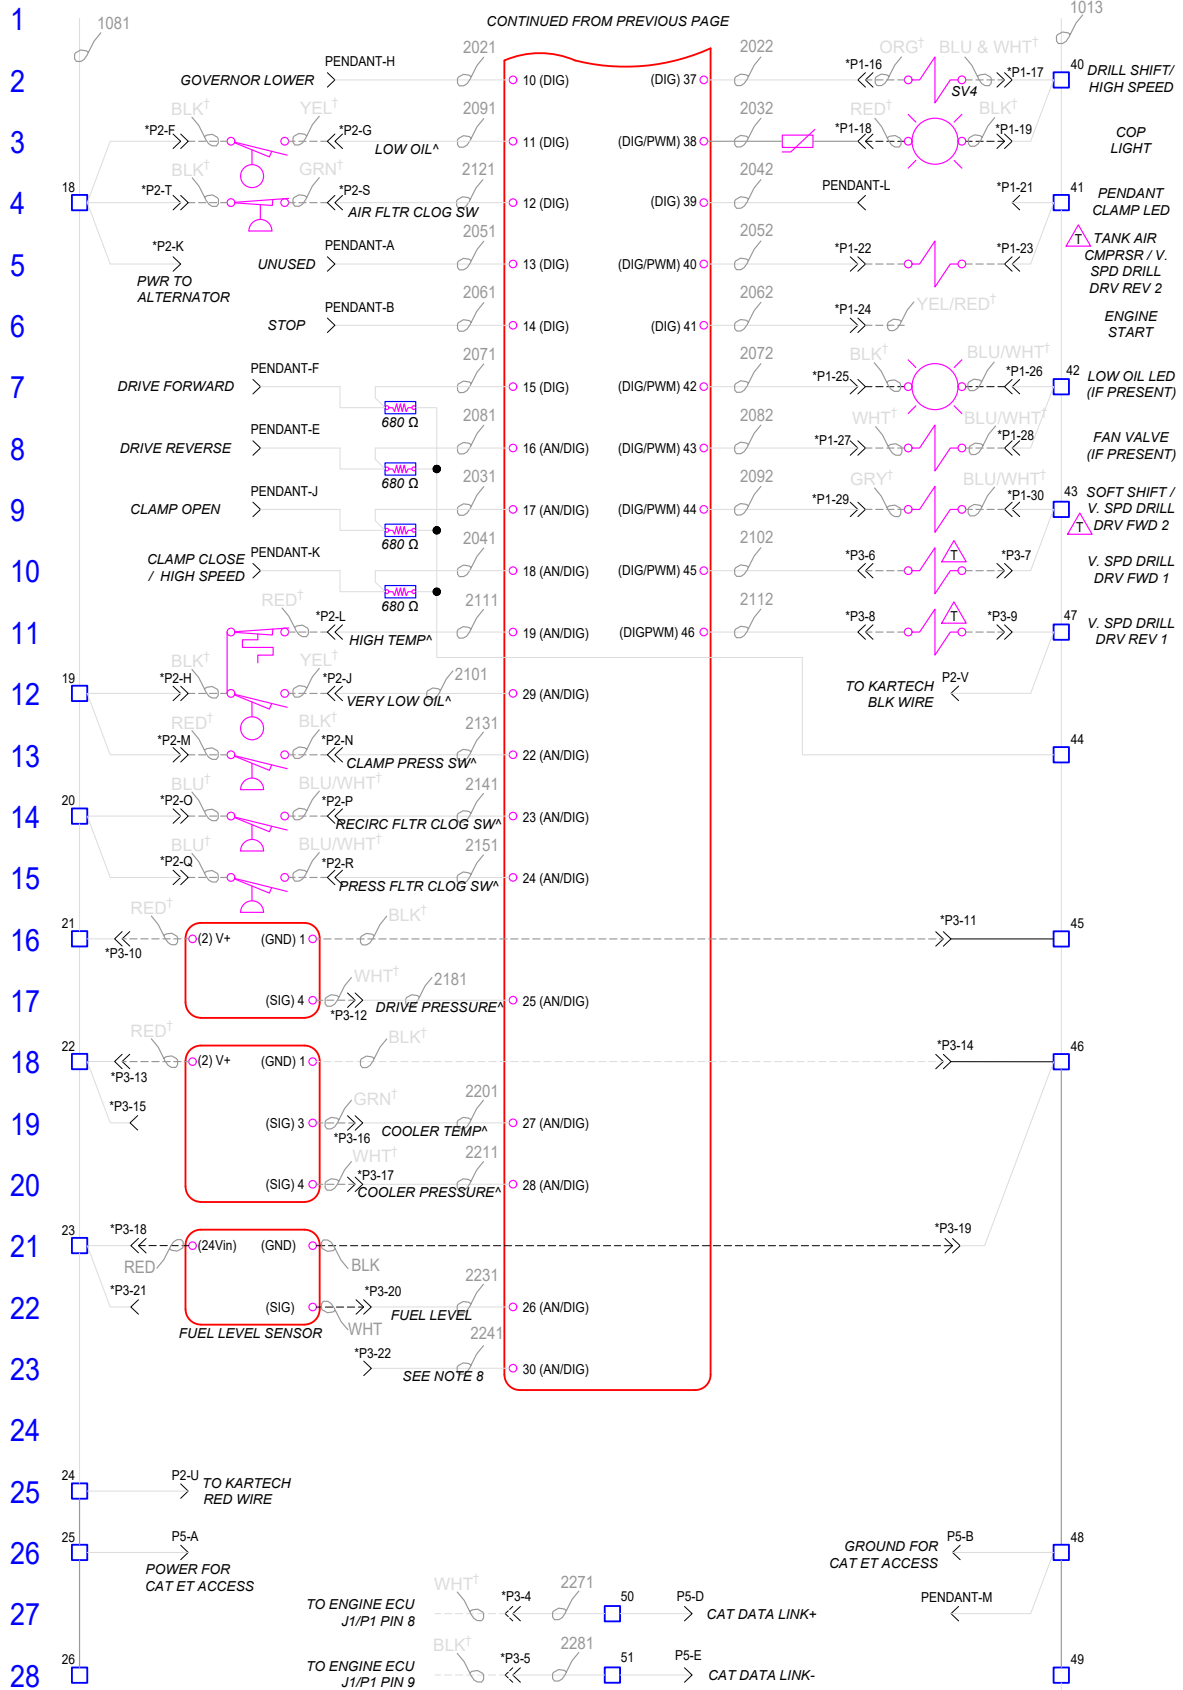 CONTINUED FROM PREVIOUS PAGE
1
1081
1013
2
GOVERNOR LOWER
PENDANT-H
2021
10 (DIG)
(DIG) 37
2022
*P1-16
ORG†
SV4
BLU & WHT†
*P1-17
40
DRILL SHIFT/
HIGH SPEED
3
*P2-F
BLK†
YEL†
*P2-G
LOW OIL^
2091
11 (DIG)
(DIG/PWM) 38
2032
*P1-18
RED†
BLK†
*P1-19
COP
LIGHT
4
18
*P2-T
BLK†
GRN†
*P2-S
AIR FLTR CLOG SW
2121
12 (DIG)
(DIG) 39
2042
PENDANT-L
*P1-21
41
PENDANT
CLAMP LED
5
*P2-K
PWR TO
ALTERNATOR
UNUSED
PENDANT-A
2051
13 (DIG)
(DIG/PWM) 40
2052
*P1-22
*P1-23
T
TANK AIR
CMPRSR / V.
SPD DRILL
DRV REV 2
6
STOP
PENDANT-B
2061
14 (DIG)
(DIG) 41
2062
*P1-24
YEL/RED†
ENGINE
START
7
DRIVE FORWARD
PENDANT-F
680 Ω
2071
15 (DIG)
(DIG/PWM) 42
2072
*P1-25
BLK†
BLU/WHT†
*P1-26
42
LOW OIL LED
(IF PRESENT)
8
DRIVE REVERSE
PENDANT-E
680 Ω
2081
16 (AN/DIG)
(DIG/PWM) 43
2082
*P1-27
WHT†
BLU/WHT†
*P1-28
FAN VALVE
(IF PRESENT)
9
CLAMP OPEN
PENDANT-J
680 Ω
2031
17 (AN/DIG)
(DIG/PWM) 44
2092
*P1-29
GRY†
BLU/WHT†
*P1-30
43
SOFT SHIFT /
V. SPD DRILL
DRV FWD 2
T
10
CLAMP CLOSE
/ HIGH SPEED
PENDANT-K
680 Ω
2041
18 (AN/DIG)
(DIG/PWM) 45
2102
*P3-6
T
*P3-7
V. SPD DRILL
DRV FWD 1
11
RED†
*P2-L
HIGH TEMP^
2111
19 (AN/DIG)
(DIGPWM) 46
2112
*P3-8
T
*P3-9
47
V. SPD DRILL
DRV REV 1
12
19
*P2-H
BLK†
YEL†
*P2-J
VERY LOW OIL^
2101
29 (AN/DIG)
TO KARTECH
BLK WIRE
P2-V
13
*P2-M
RED†
BLK†
*P2-N
CLAMP PRESS SW^
2131
22 (AN/DIG)
44
14
20
*P2-O
BLU†
BLU/WHT†
*P2-P
RECIRC FLTR CLOG SW^
2141
23 (AN/DIG)
15
*P2-Q
BLU†
BLU/WHT†
*P2-R
PRESS FLTR CLOG SW^
2151
24 (AN/DIG)
16
21
*P3-10
RED†
(2) V+
(GND) 1
BLK†
*P3-11
45
17
(SIG) 4
WHT†
*P3-12
2181
DRIVE PRESSURE^
25 (AN/DIG)
18
22
*P3-13
RED†
(2) V+
(GND) 1
BLK†
*P3-14
46
19
*P3-15
(SIG) 3
GRN†
*P3-16
COOLER TEMP^
2201
27 (AN/DIG)
20
(SIG) 4
WHT†
*P3-17
COOLER PRESSURE^
2211
28 (AN/DIG)
21
23
*P3-18
RED
(24Vin)
(GND)
BLK
*P3-19
22
*P3-21
(SIG)
WHT
*P3-20
FUEL LEVEL
2231
26 (AN/DIG)
FUEL LEVEL SENSOR
23
*P3-22
SEE NOTE 8
2241
30 (AN/DIG)
24
25
24
P2-U
TO KARTECH
RED WIRE
26
25
P5-A
POWER FOR
CAT ET ACCESS
GROUND FOR
CAT ET ACCESS
P5-B
48
27
TO ENGINE ECU
J1/P1 PIN 8
WHT†
*P3-4
2271
50
P5-D
CAT DATA LINK+
PENDANT-M
28
26
TO ENGINE ECU
J1/P1 PIN 9
BLK†
*P3-5
2281
51
P5-E
CAT DATA LINK-
49